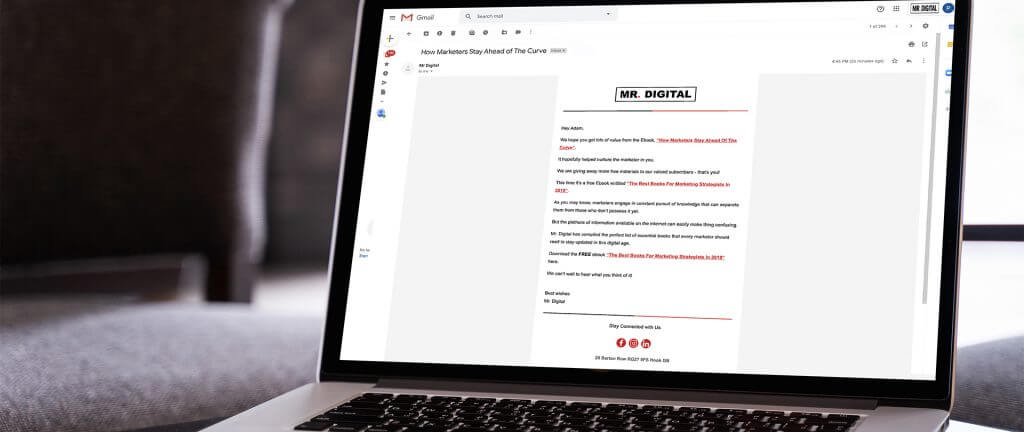 Gmail
Search mail
MR. DIGITAL
P
1 of 299
How Marketers Stay Ahead of The Curve
Inbox x
Mr Digital
to me
MR. DIGITAL
Hey Adam,
We hope you got lots of value from the Ebook, "How Marketers Stay Ahead Of The
Curve".
It hopefully helped nurture the marketer in you.
We are giving away more free materials to our valued subscribers - that's you!
This time it's a free Ebook entitled "The Best Books For Marketing Strategists In
2019".
As you may know, marketers engage in constant pursuit of knowledge that can separate
them from those who don't possess it yet.
But the plethora of information available on the internet can easily make thing confusing.
Mr. Digital has compiled the perfect list of essential books that every marketer should
read to stay updated in this digital age.
Download the FREE ebook "The Best Books For Marketing Strategists In 2019"
here.
We can't wait to hear what you think of it!
Best wishes
Mr. Digital
Stay Connected with Us
29 Barton Row RG27 9FS Hook GB